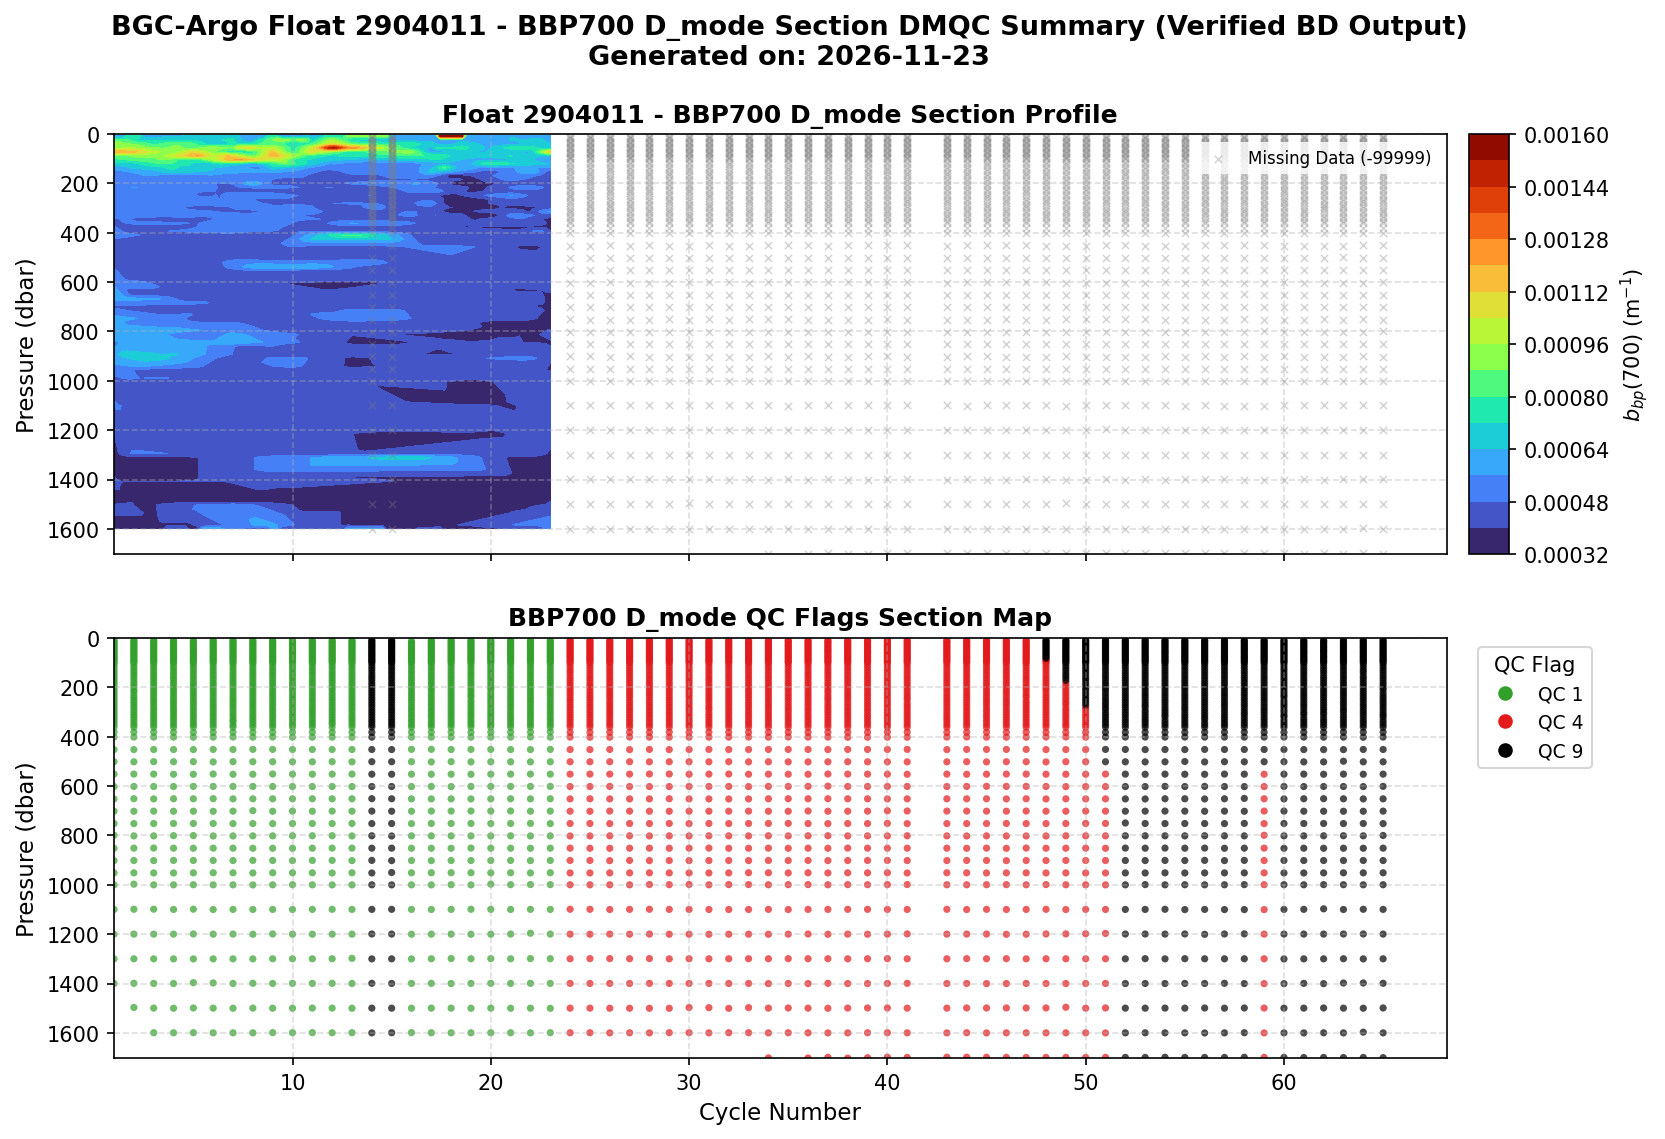 BGC-Argo Float 2904011 - BBP700 D_mode Section DMQC Summary (Verified BD Output)
Generated on: 2026-11-23
Float 2904011 - BBP700 D_mode Section Profile
Missing Data (-99999)
Pressure (dbar)
0
200
400
600
800
1000
1200
1400
1600
0.00160
0.00144
0.00128
0.00112
0.00096
0.00080
0.00064
0.00048
0.00032
b_bp(700) (m⁻¹)
BBP700 D_mode QC Flags Section Map
Pressure (dbar)
0
200
400
600
800
1000
1200
1400
1600
10 20 30 40 50 60
Cycle Number
QC Flag
QC 1
QC 4
QC 9